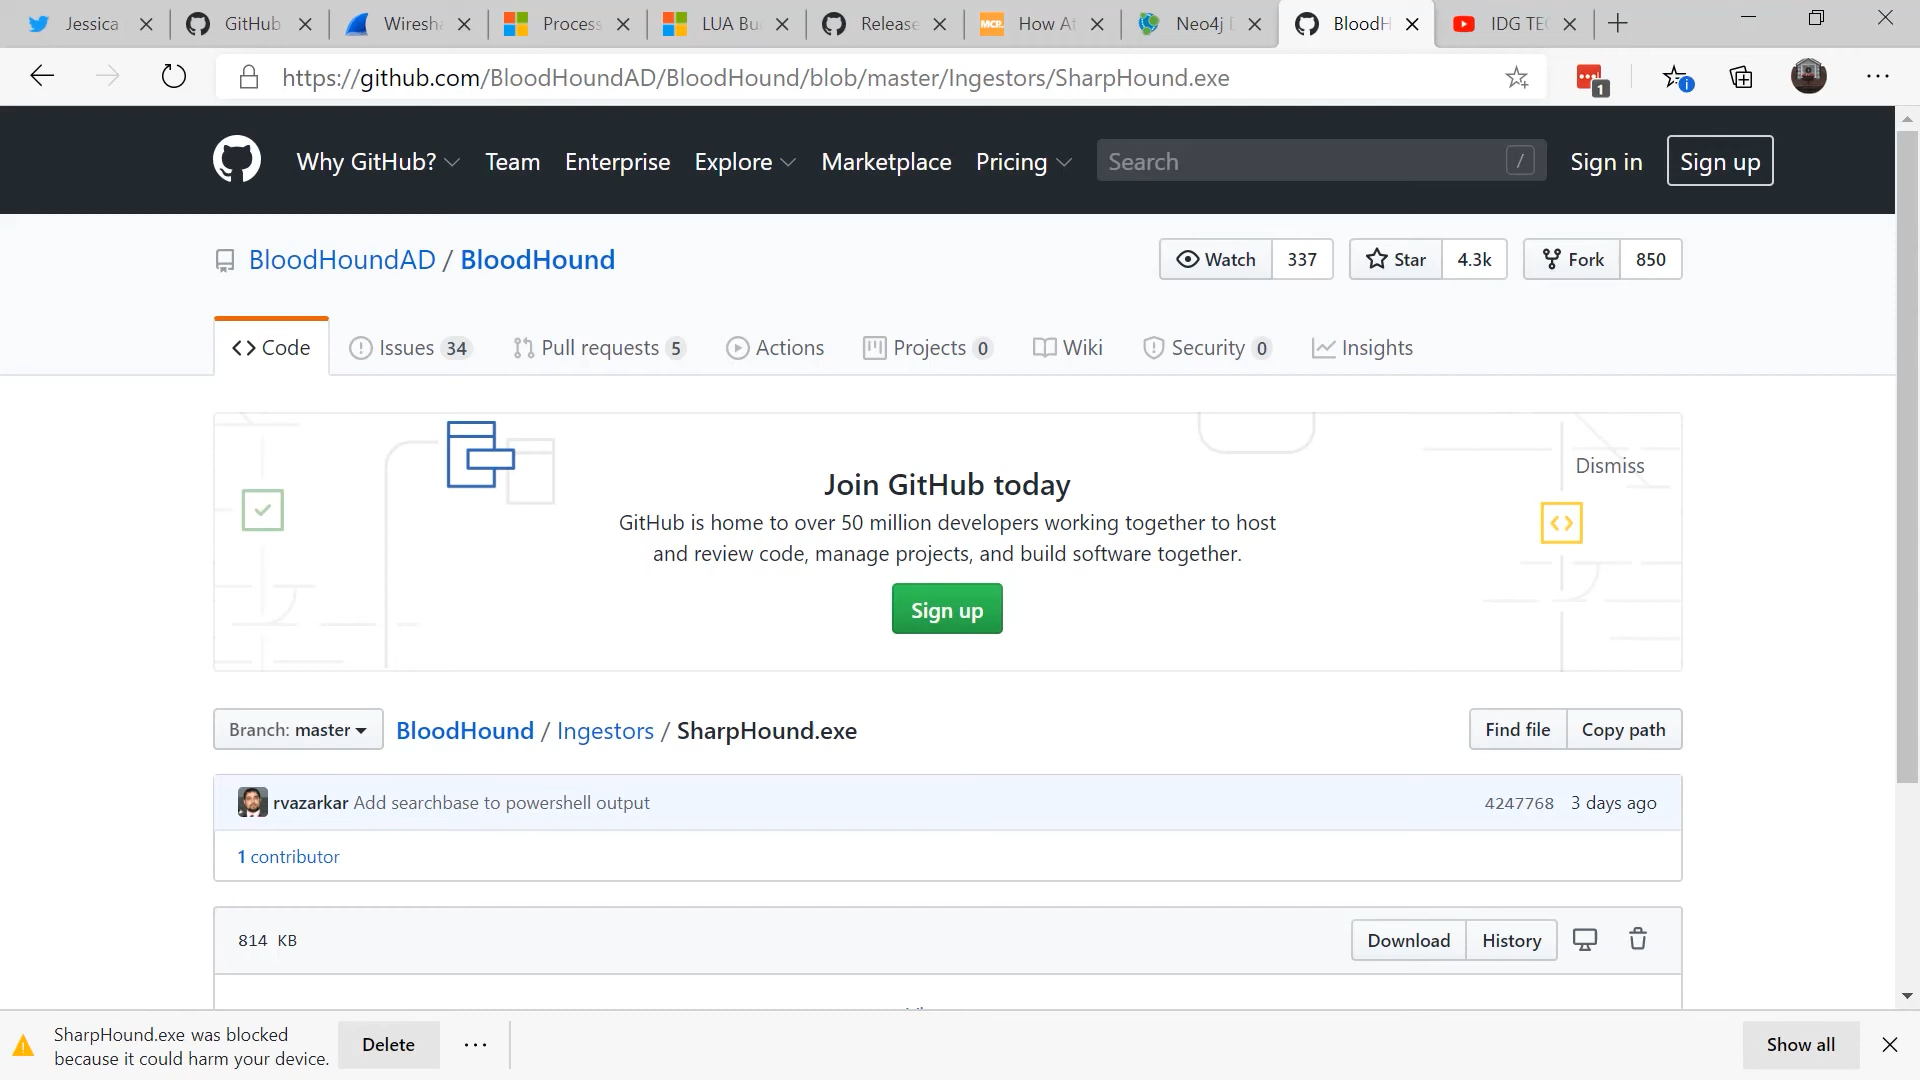 Jessica
GitHub
Wiresha
Process
LUA Bu
Release
How At
Neo4j
BloodH
IDG TE
https://github.com/BloodHoundAD/BloodHound/blob/master/Ingestors/SharpHound.exe
1
Why GitHub? Team Enterprise Explore Marketplace Pricing Search / Sign in Sign up
BloodHoundAD / BloodHound
Watch 337 Star 4.3k Fork 850
Code Issues 34 Pull requests 5 Actions Projects 0 Wiki Security 0 Insights
Dismiss
Join GitHub today
GitHub is home to over 50 million developers working together to host
and review code, manage projects, and build software together.
Sign up
Branch: master BloodHound / Ingestors / SharpHound.exe Find file Copy path
rvazarkar Add searchbase to powershell output 4247768 3 days ago
1 contributor
814 KB Download History
SharpHound.exe was blocked
because it could harm your device.
Delete
Show all